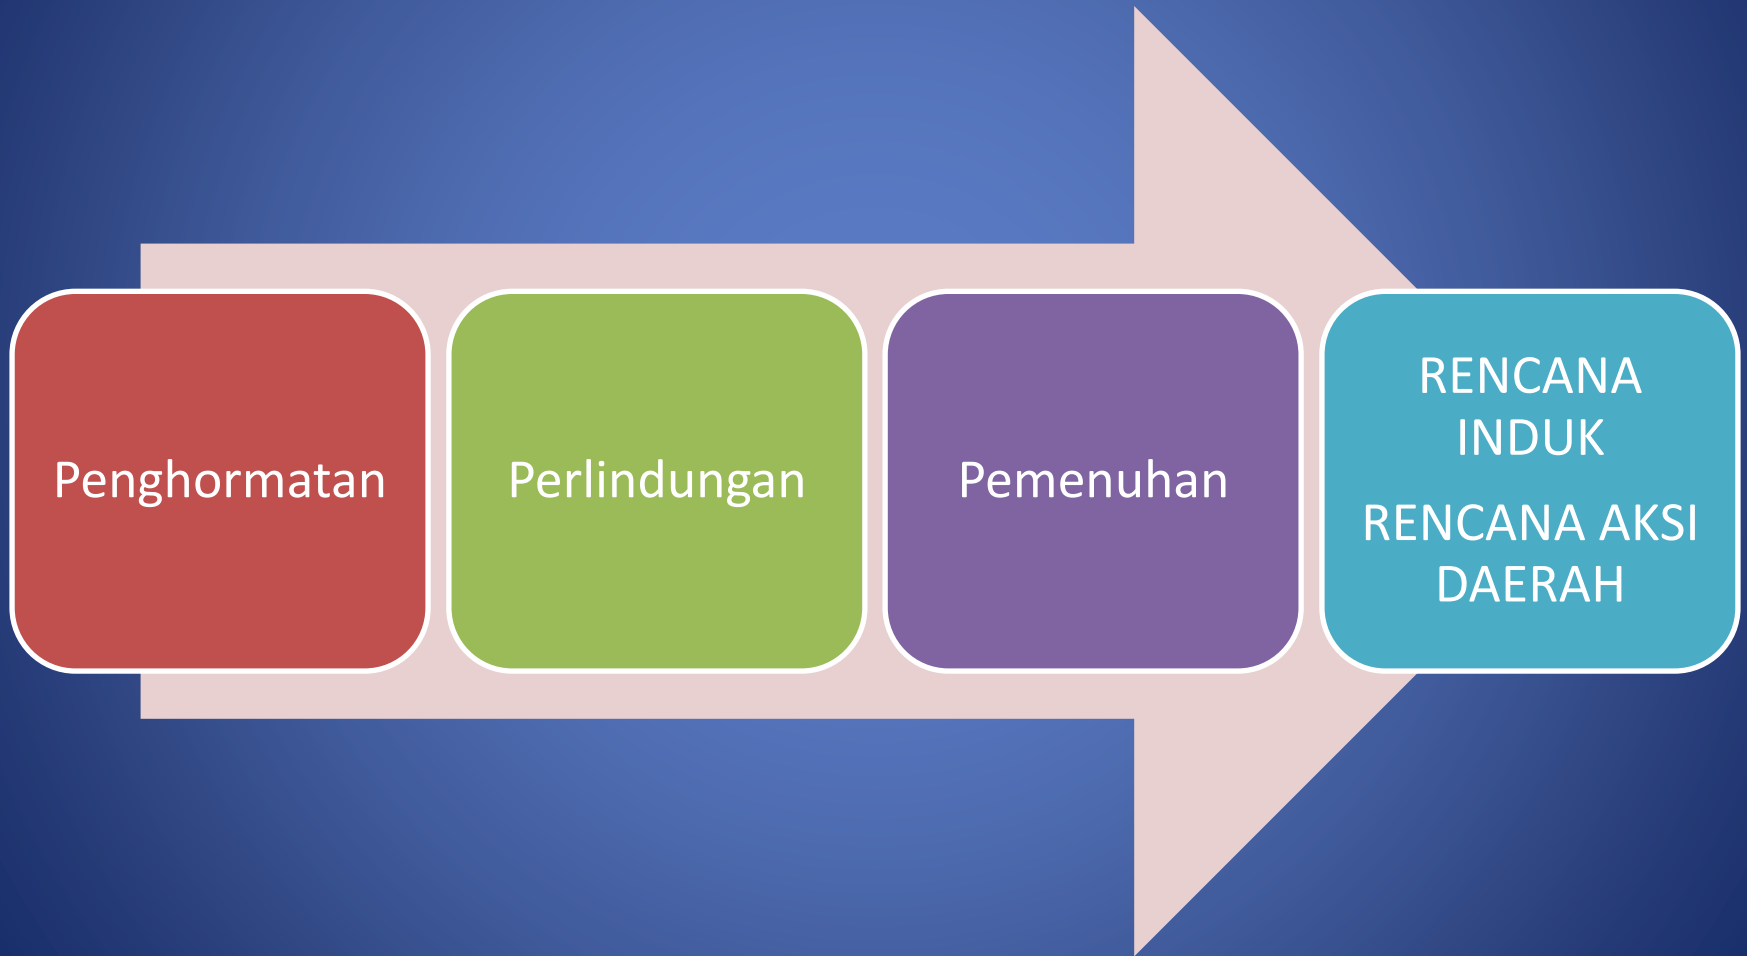 Penghormatan
Perlindungan
Pemenuhan
RENCANA
INDUK
RENCANA AKSI
DAERAH